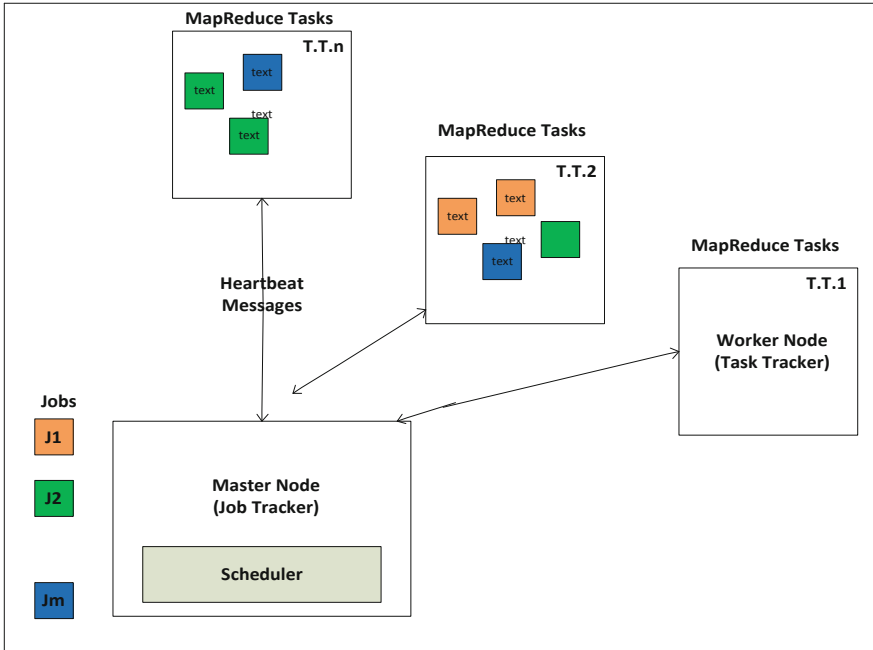 MapReduce Tasks
T.T.n
text
text
text
text
MapReduce Tasks
T.T.2
text
text
text
text
MapReduce Tasks
T.T.1
Worker Node
(Task Tracker)
Heartbeat
Messages
Jobs
J1
J2
Jm
Master Node
(Job Tracker)
Scheduler